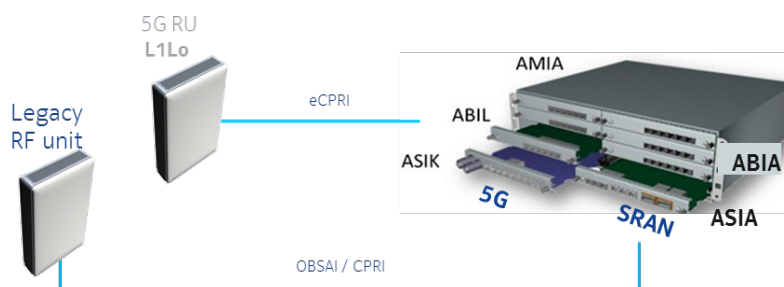 5G RU
L1Lo
AMIA
eCPRI
Legacy
RF unit
ABIL
ABIA
ASIK
5G
SRAN
ASIA
OBSAI / CPRI